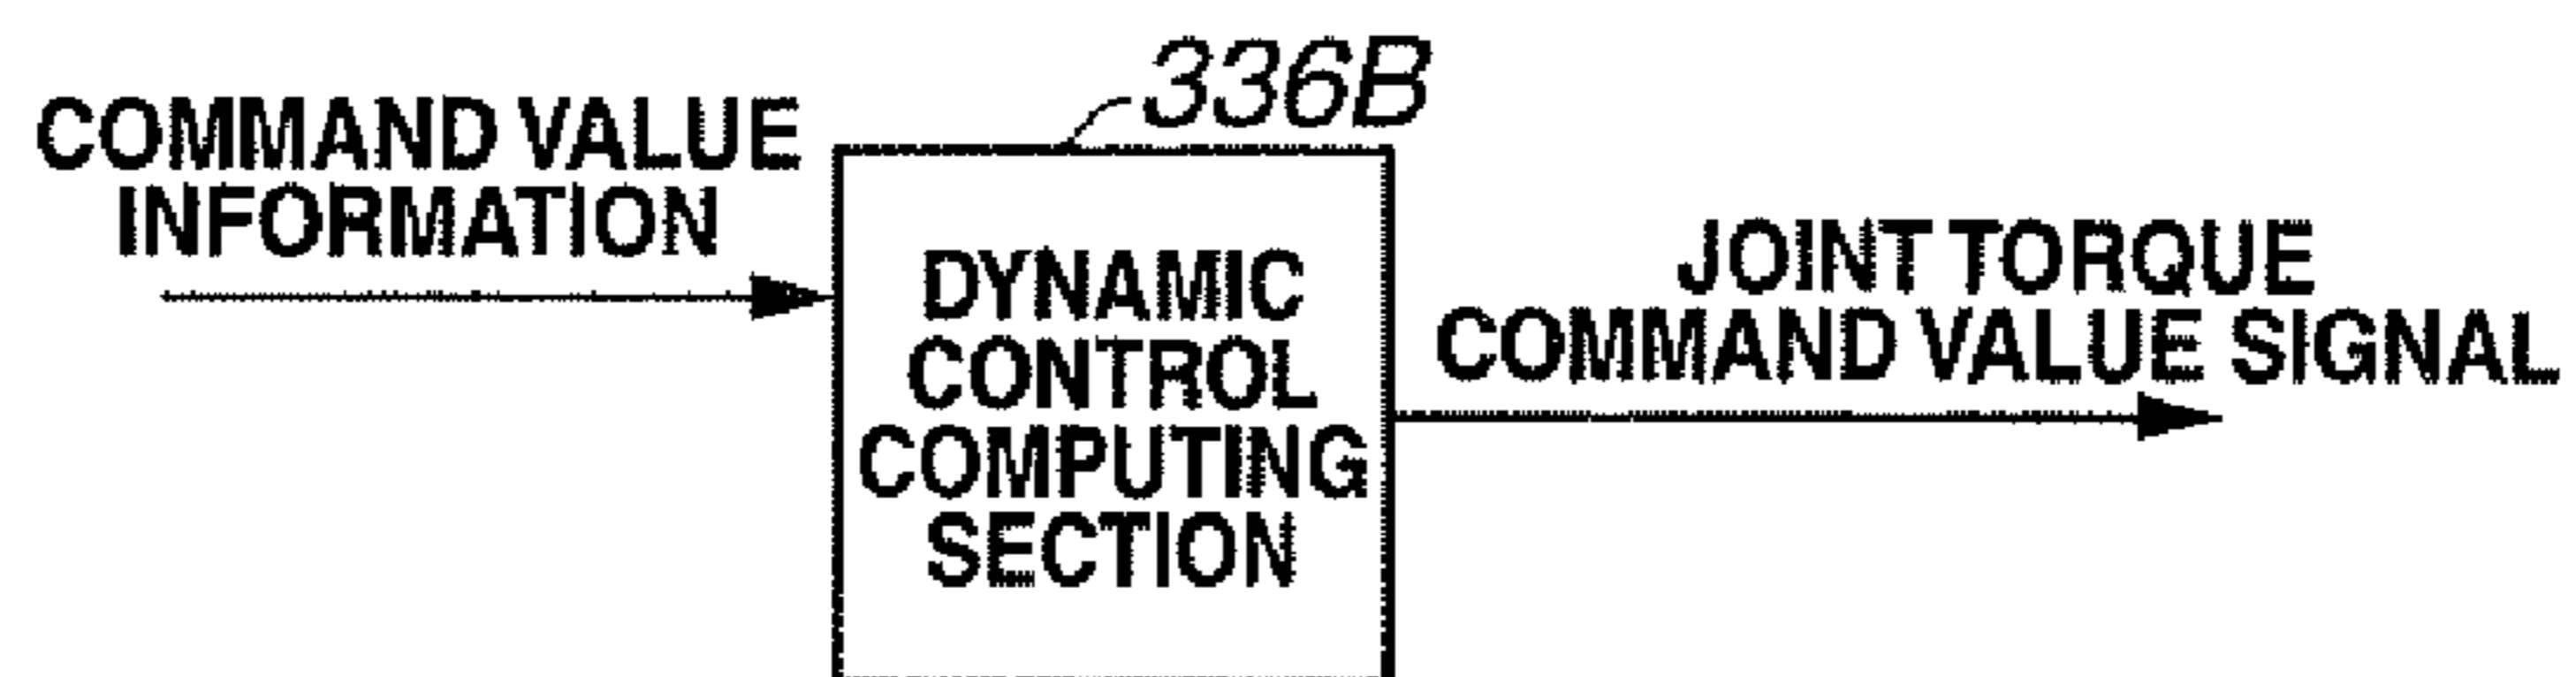 336B
COMMAND VALUE
INFORMATION
DYNAMIC
CONTROL
COMPUTING
SECTION
JOINT TORQUE
COMMAND VALUE SIGNAL